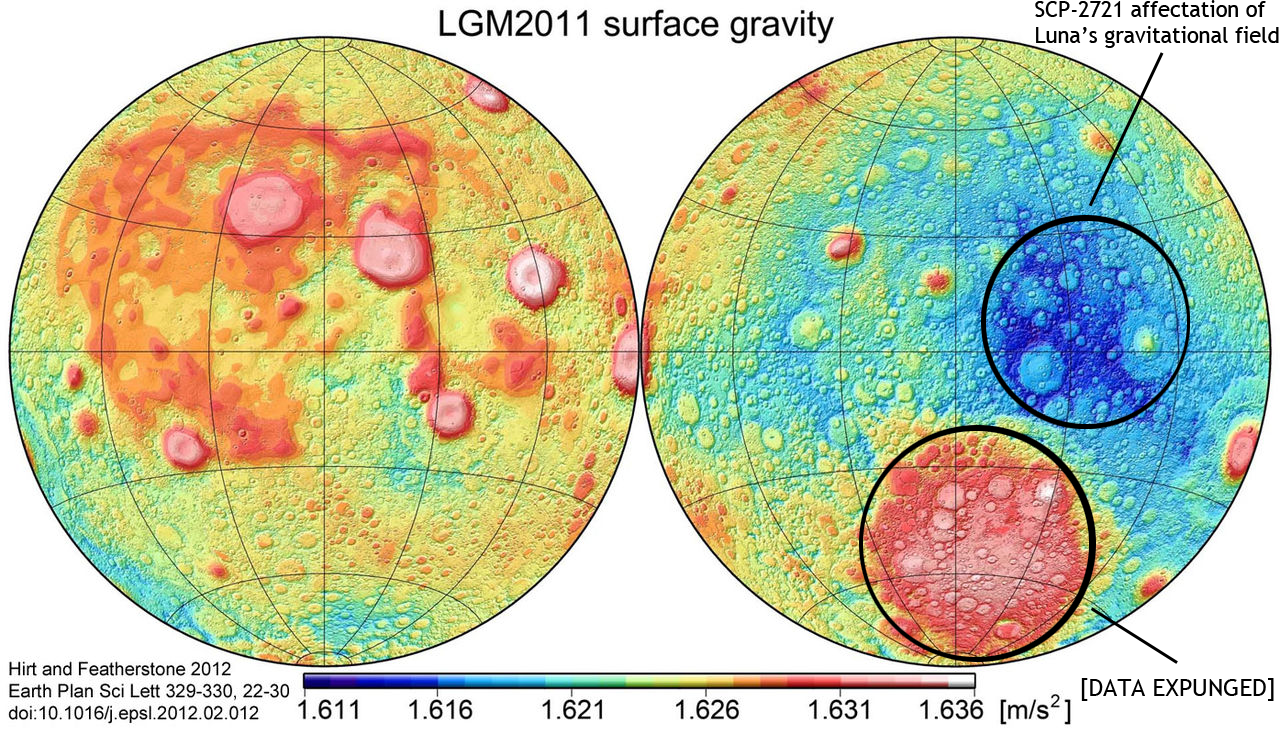 LGM2011 surface gravity
SCP-2721 affectation of
Luna's gravitational field
Hirt and Featherstone 2012
Earth Plan Sci Lett 329-330, 22-30
doi:10.1016/j.epsl.2012.02.012
1.611 1.616 1.621 1.626 1.631 1.636 [m/s²]
[DATA EXPUNGED]